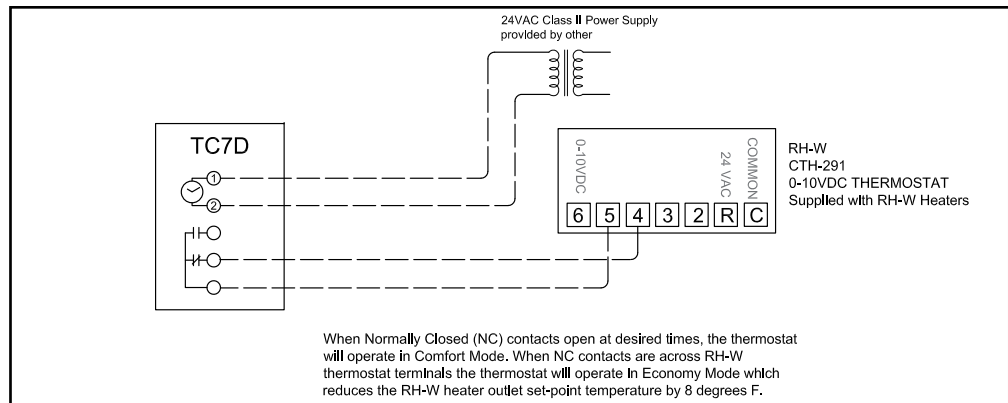 24VAC Class II Power Supply
provided by other
TC7D
1
2
0-10VDC
24 VAC
COMMON
6 5 4 3 2 R C
RH-W
CTH-291
0-10VDC THERMOSTAT
Supplied with RH-W Heaters
When Normally Closed (NC) contacts open at desired times, the thermostat
will operate in Comfort Mode. When NC contacts are across RH-W
thermostat terminals the thermostat will operate in Economy Mode which
reduces the RH-W heater outlet set-point temperature by 8 degrees F.